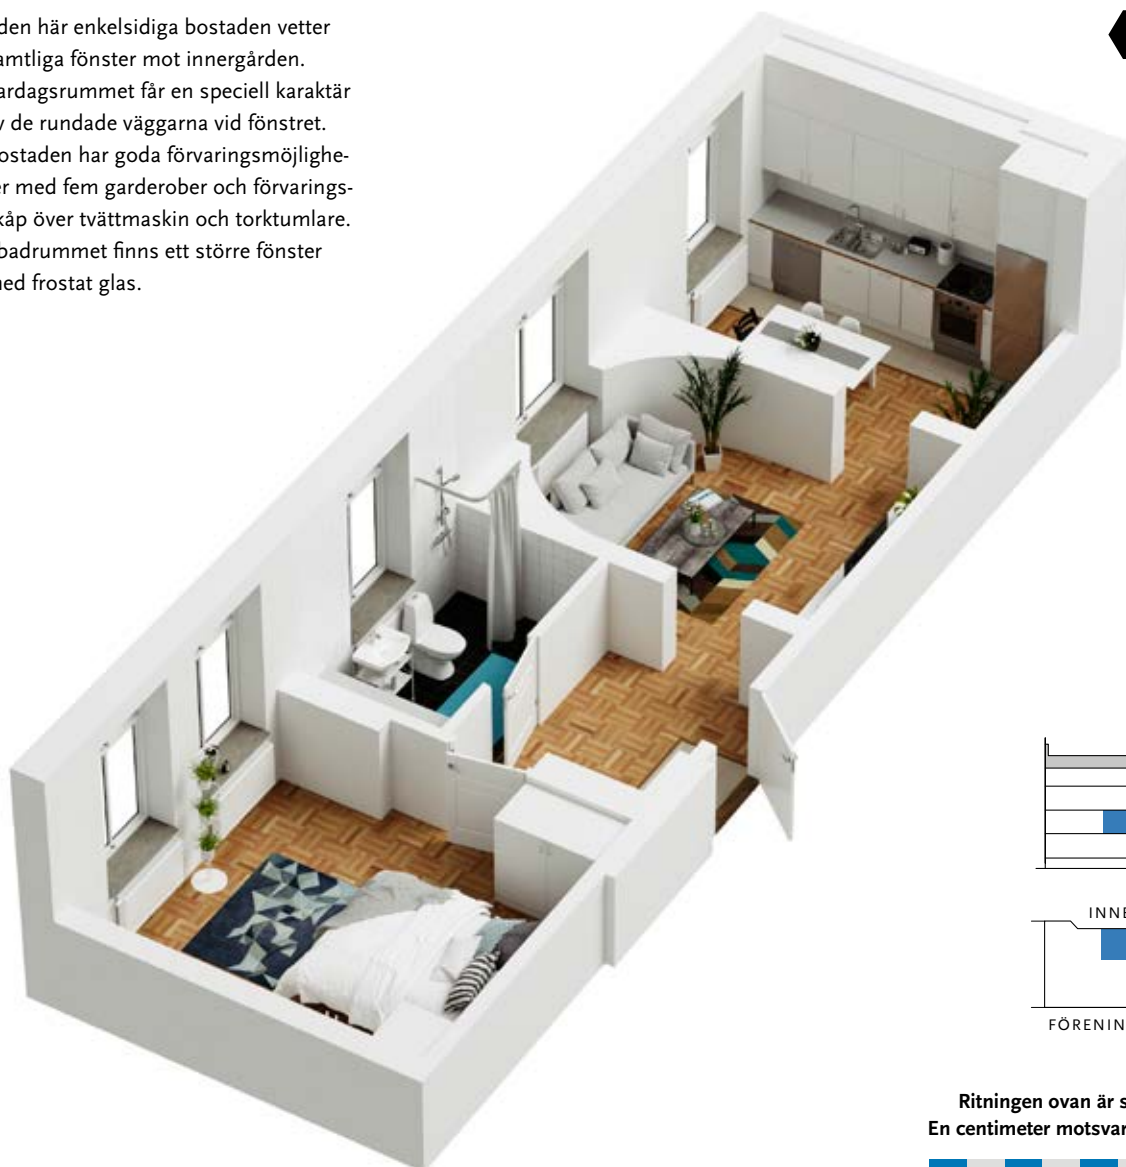 den här enkelsidiga bostaden vetter
amtliga fönster mot innergården.
ardagsrummet får en speciell karaktär
v de rundade väggarna vid fönstret.
ostaden har goda förvaringsmöjlighe-
er med fem garderober och förvarings-
kåp över tvättmaskin och torktumlare.
badrummet finns ett större fönster
ned frostat glas.
INNE
FÖRENIN
Ritningen ovan är s
En centimeter motsvar